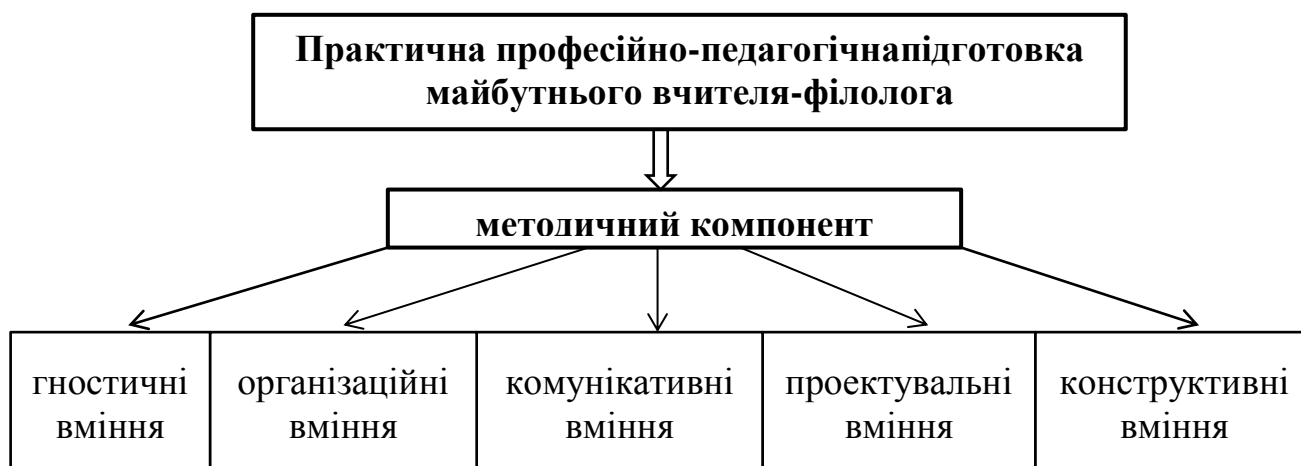 Практична професійно-педагогічнапідготовка
майбутнього вчителя-філолога
методичний компонент
гностичні
вміння
організаційні
вміння
комунікативні
вміння
проектувальні
вміння
конструктивні
вміння